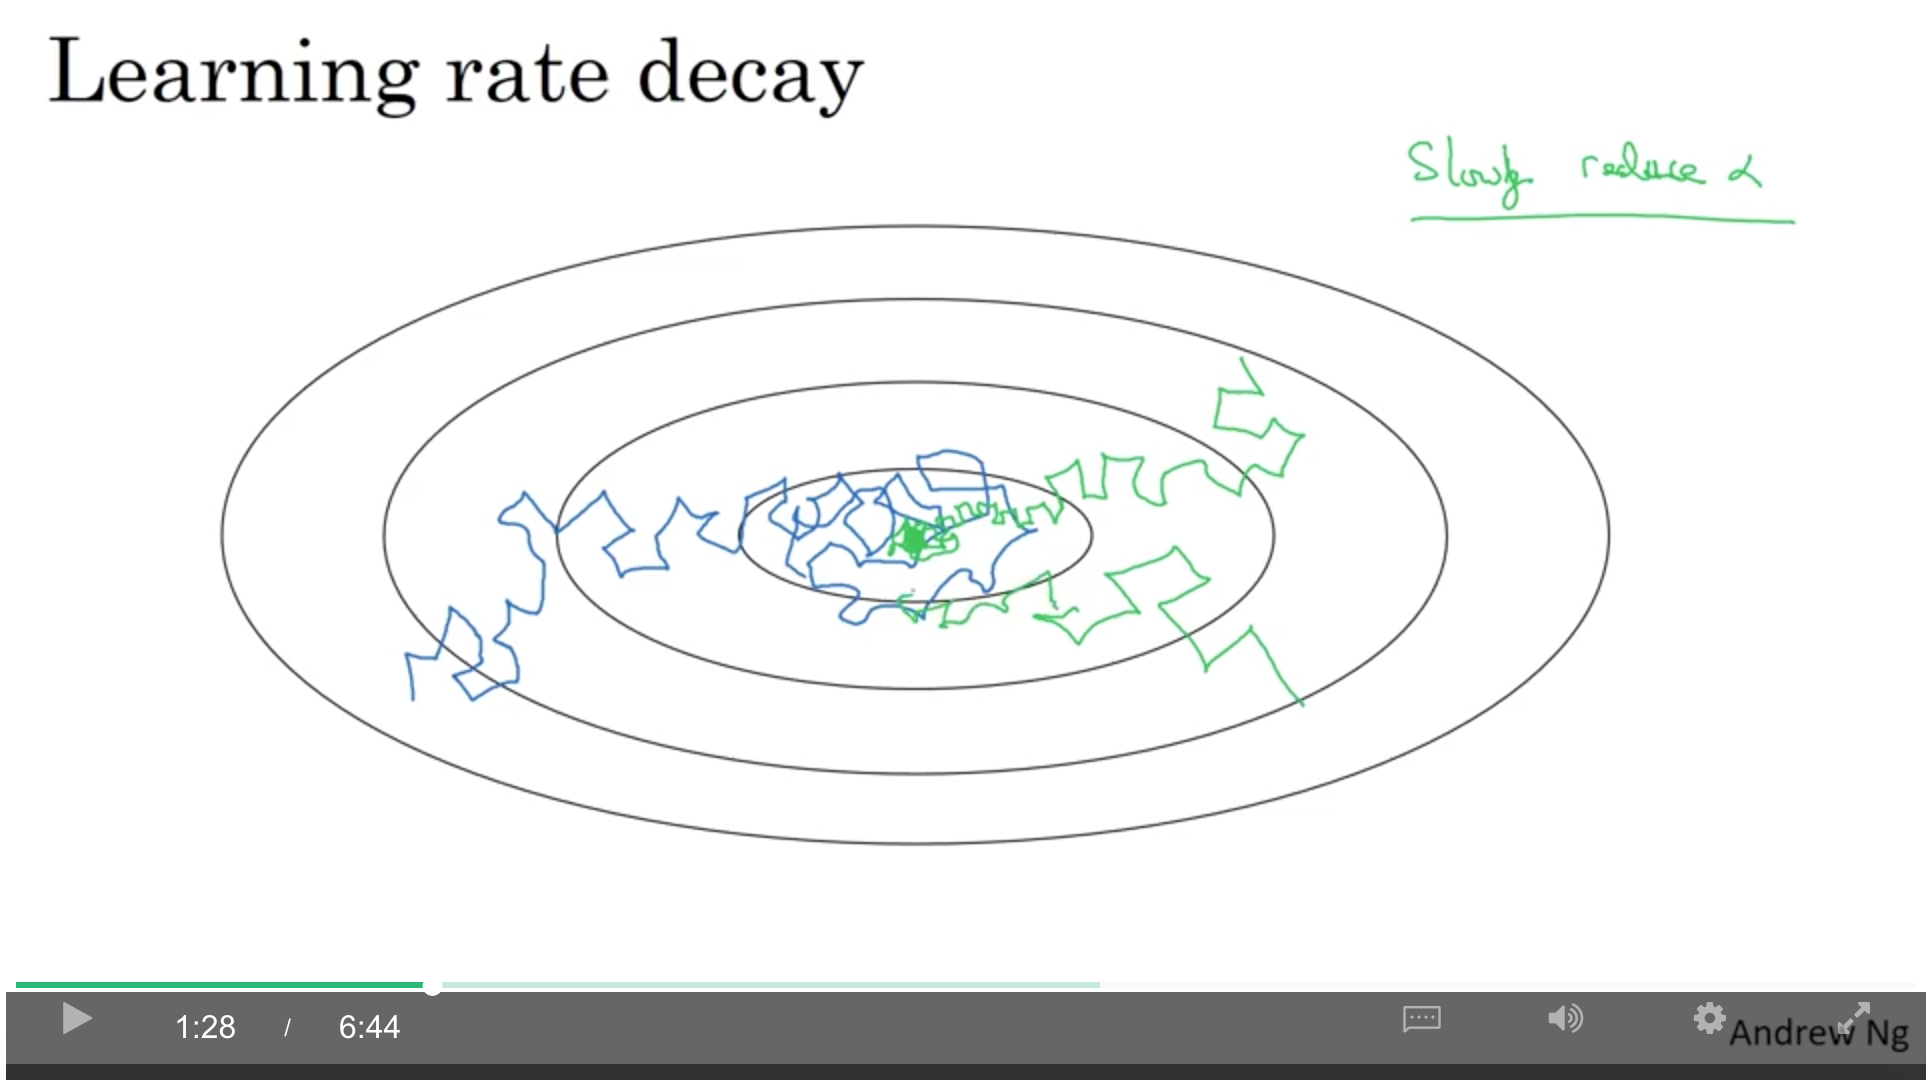 Learning rate decay
Slowly reduce α
1:28 / 6:44
Andrew Ng